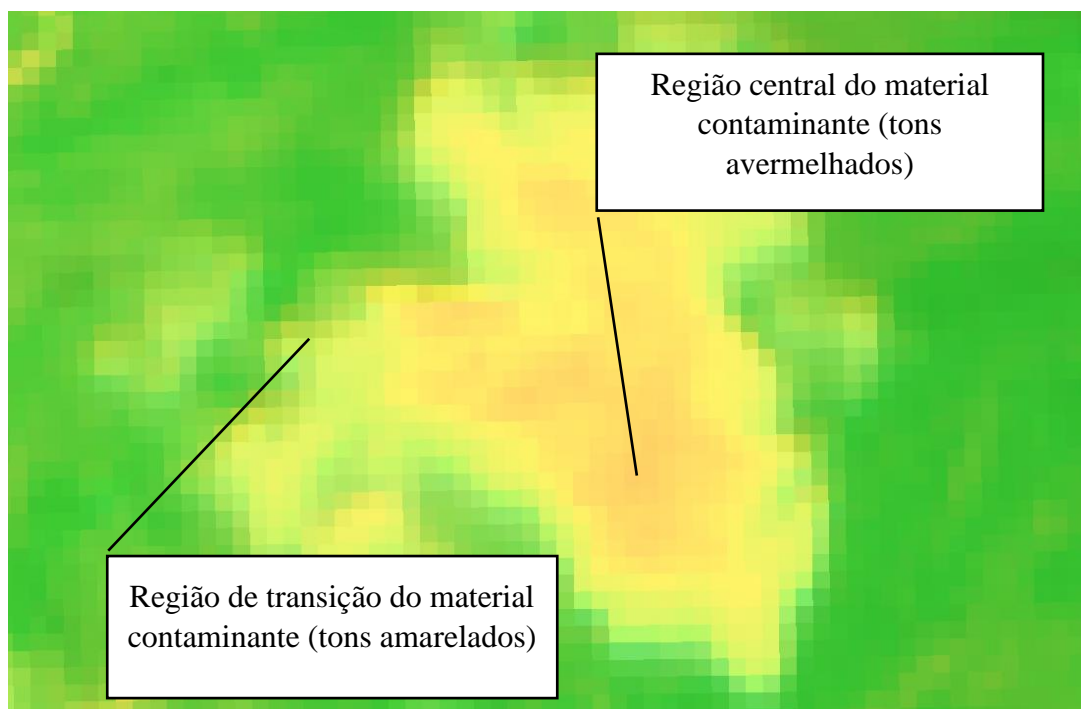 Região central do material
contaminante (tons
avermelhados)
Região de transição do material
contaminante (tons amarelados)